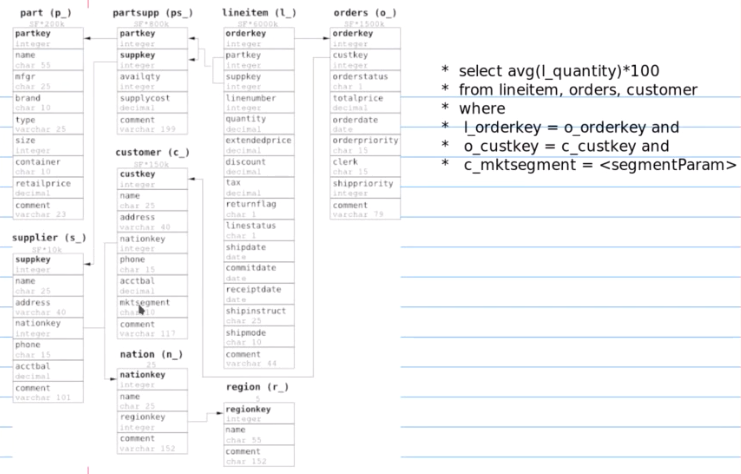 part (p_)
SF*200k
partkey
integer
name
char 55
mfgr
char 25
brand
char 10
type
varchar 25
size
integer
container
char 10
retailprice
decimal
comment
varchar 23
supplier (s_)
SF*10k
suppkey
integer
name
char 25
address
varchar 40
nationkey
integer
phone
char 15
acctbal
decimal
comment
varchar 101
partsupp (ps_)
SF*800k
partkey
integer
suppkey
integer
availqty
integer
supplycost
decimal
comment
varchar 199
customer (c_)
SF*150k
custkey
integer
name
char 25
address
varchar 40
nationkey
integer
phone
char 15
acctbal
decimal
mktsegment
comment
varchar 117
nation (n_)
25
nationkey
integer
name
char 25
regionkey
integer
comment
varchar 152
lineitem (l_)
SF*6000k
orderkey
integer
partkey
integer
suppkey
integer
linenumber
integer
quantity
decimal
extendedprice
decimal
discount
decimal
tax
decimal
returnflag
char 1
linestatus
char 1
shipdate
date
commitdate
date
receiptdate
date
shipinstruct
char 25
shipmode
char 10
comment
varchar 44
region (r_)
5
regionkey
integer
name
char 55
comment
char 152
orders (o_)
SF*1500k
orderkey
integer
custkey
integer
orderstatus
char 1
totalprice
decimal
orderdate
date
orderpriority
char 15
clerk
char 15
shippriority
integer
comment
varchar 79
* select avg(l_quantity)*100
* from lineitem, orders, customer
* where
* l_orderkey = o_orderkey and
* o_custkey = c_custkey and
* c_mktsegment = <segmentParam>